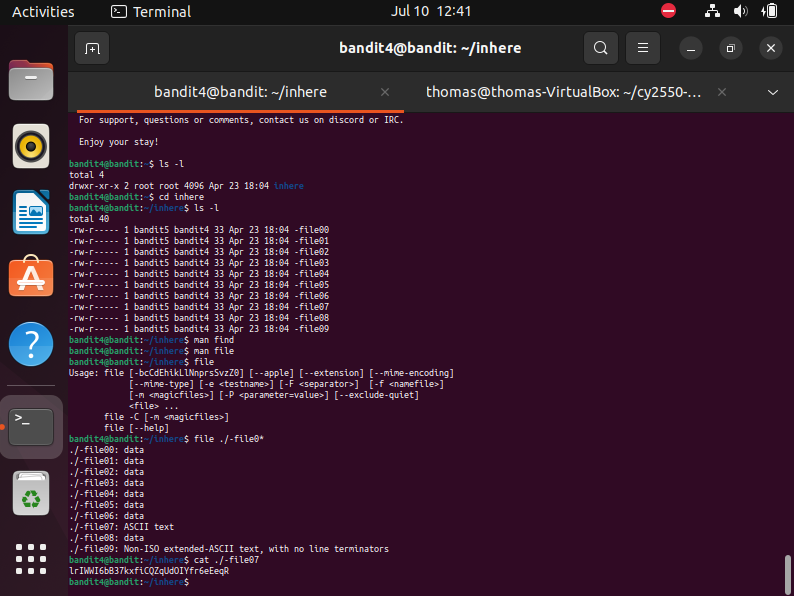 Activities
Terminal
Jul 10 12:41
bandit4@bandit: ~/inhere
bandit4@bandit: ~/inhere
thomas@thomas-VirtualBox: ~/cy2550-...
For support, questions or comments, contact us on discord or IRC.
Enjoy your stay!
bandit4@bandit:~$ ls -l
total 4
drwxr-xr-x 2 root root 4096 Apr 23 18:04 inhere
bandit4@bandit:~$ cd inhere
bandit4@bandit:~/inhere$ ls -l
total 40
-rw-r----- 1 bandit5 bandit4 33 Apr 23 18:04 -file00
-rw-r----- 1 bandit5 bandit4 33 Apr 23 18:04 -file01
-rw-r----- 1 bandit5 bandit4 33 Apr 23 18:04 -file02
-rw-r----- 1 bandit5 bandit4 33 Apr 23 18:04 -file03
-rw-r----- 1 bandit5 bandit4 33 Apr 23 18:04 -file04
-rw-r----- 1 bandit5 bandit4 33 Apr 23 18:04 -file05
-rw-r----- 1 bandit5 bandit4 33 Apr 23 18:04 -file06
-rw-r----- 1 bandit5 bandit4 33 Apr 23 18:04 -file07
-rw-r----- 1 bandit5 bandit4 33 Apr 23 18:04 -file08
-rw-r----- 1 bandit5 bandit4 33 Apr 23 18:04 -file09
bandit4@bandit:~/inhere$ man find
bandit4@bandit:~/inhere$ man file
bandit4@bandit:~/inhere$ file
Usage: file [-bcCdEhikLlNnprsSvzZ0] [--apple] [--extension] [--mime-encoding]
[--mime-type] [-e <testname>] [-F <separator>]  [-f <namefile>]
[-m <magicfiles>] [-P <parameter=value>] [--exclude-quiet]
<file> ...
file -C [-m <magicfiles>]
file [--help]
bandit4@bandit:~/inhere$ file ./-file0*
./-file00: data
./-file01: data
./-file02: data
./-file03: data
./-file04: data
./-file05: data
./-file06: data
./-file07: ASCII text
./-file08: data
./-file09: Non-ISO extended-ASCII text, with no line terminators
bandit4@bandit:~/inhere$ cat ./-file07
lrIWWI6bB37kxfiCQZqUdOIYfr6eEeqR
bandit4@bandit:~/inhere$